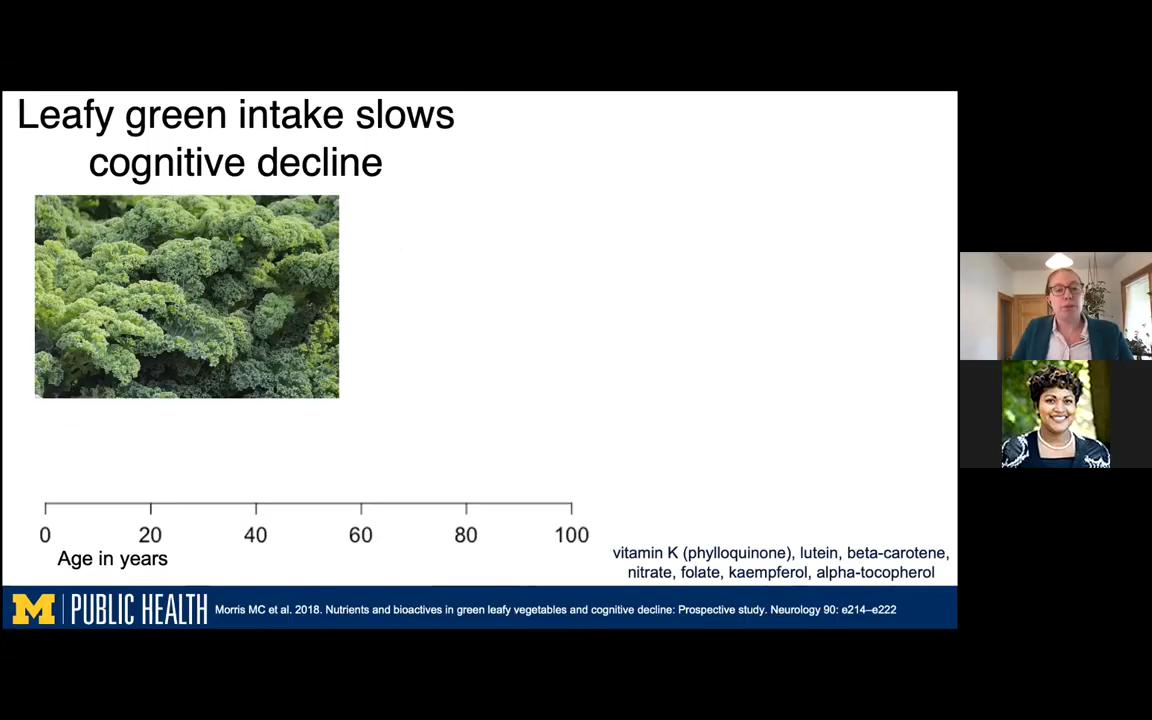 Leafy green intake slows
cognitive decline
0 20 40 60 80 100
Age in years
vitamin K (phylloquinone), lutein, beta-carotene,
nitrate, folate, kaempferol, alpha-tocopherol
M PUBLIC HEALTH
Morris MC et al. 2018. Nutrients and bioactives in green leafy vegetables and cognitive decline: Prospective study. Neurology 90: e214–e222